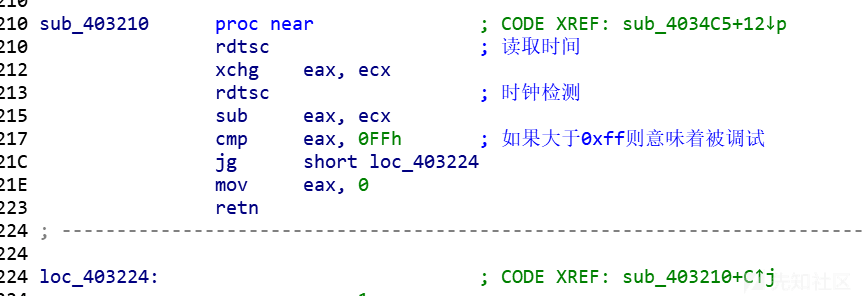 210 sub_403210 proc near ; CODE XREF: sub_4034C5+12↓p
210 rdtsc ; 读取时间
212 xchg eax, ecx
213 rdtsc ; 时钟检测
215 sub eax, ecx
217 cmp eax, 0FFh ; 如果大于0xff则意味着被调试
21C jg short loc_403224
21E mov eax, 0
223 retn
224 ; ---------------------------------------------------------------------------
224
224 loc_403224: ; CODE XREF: sub_403210+C↑j
先知社区